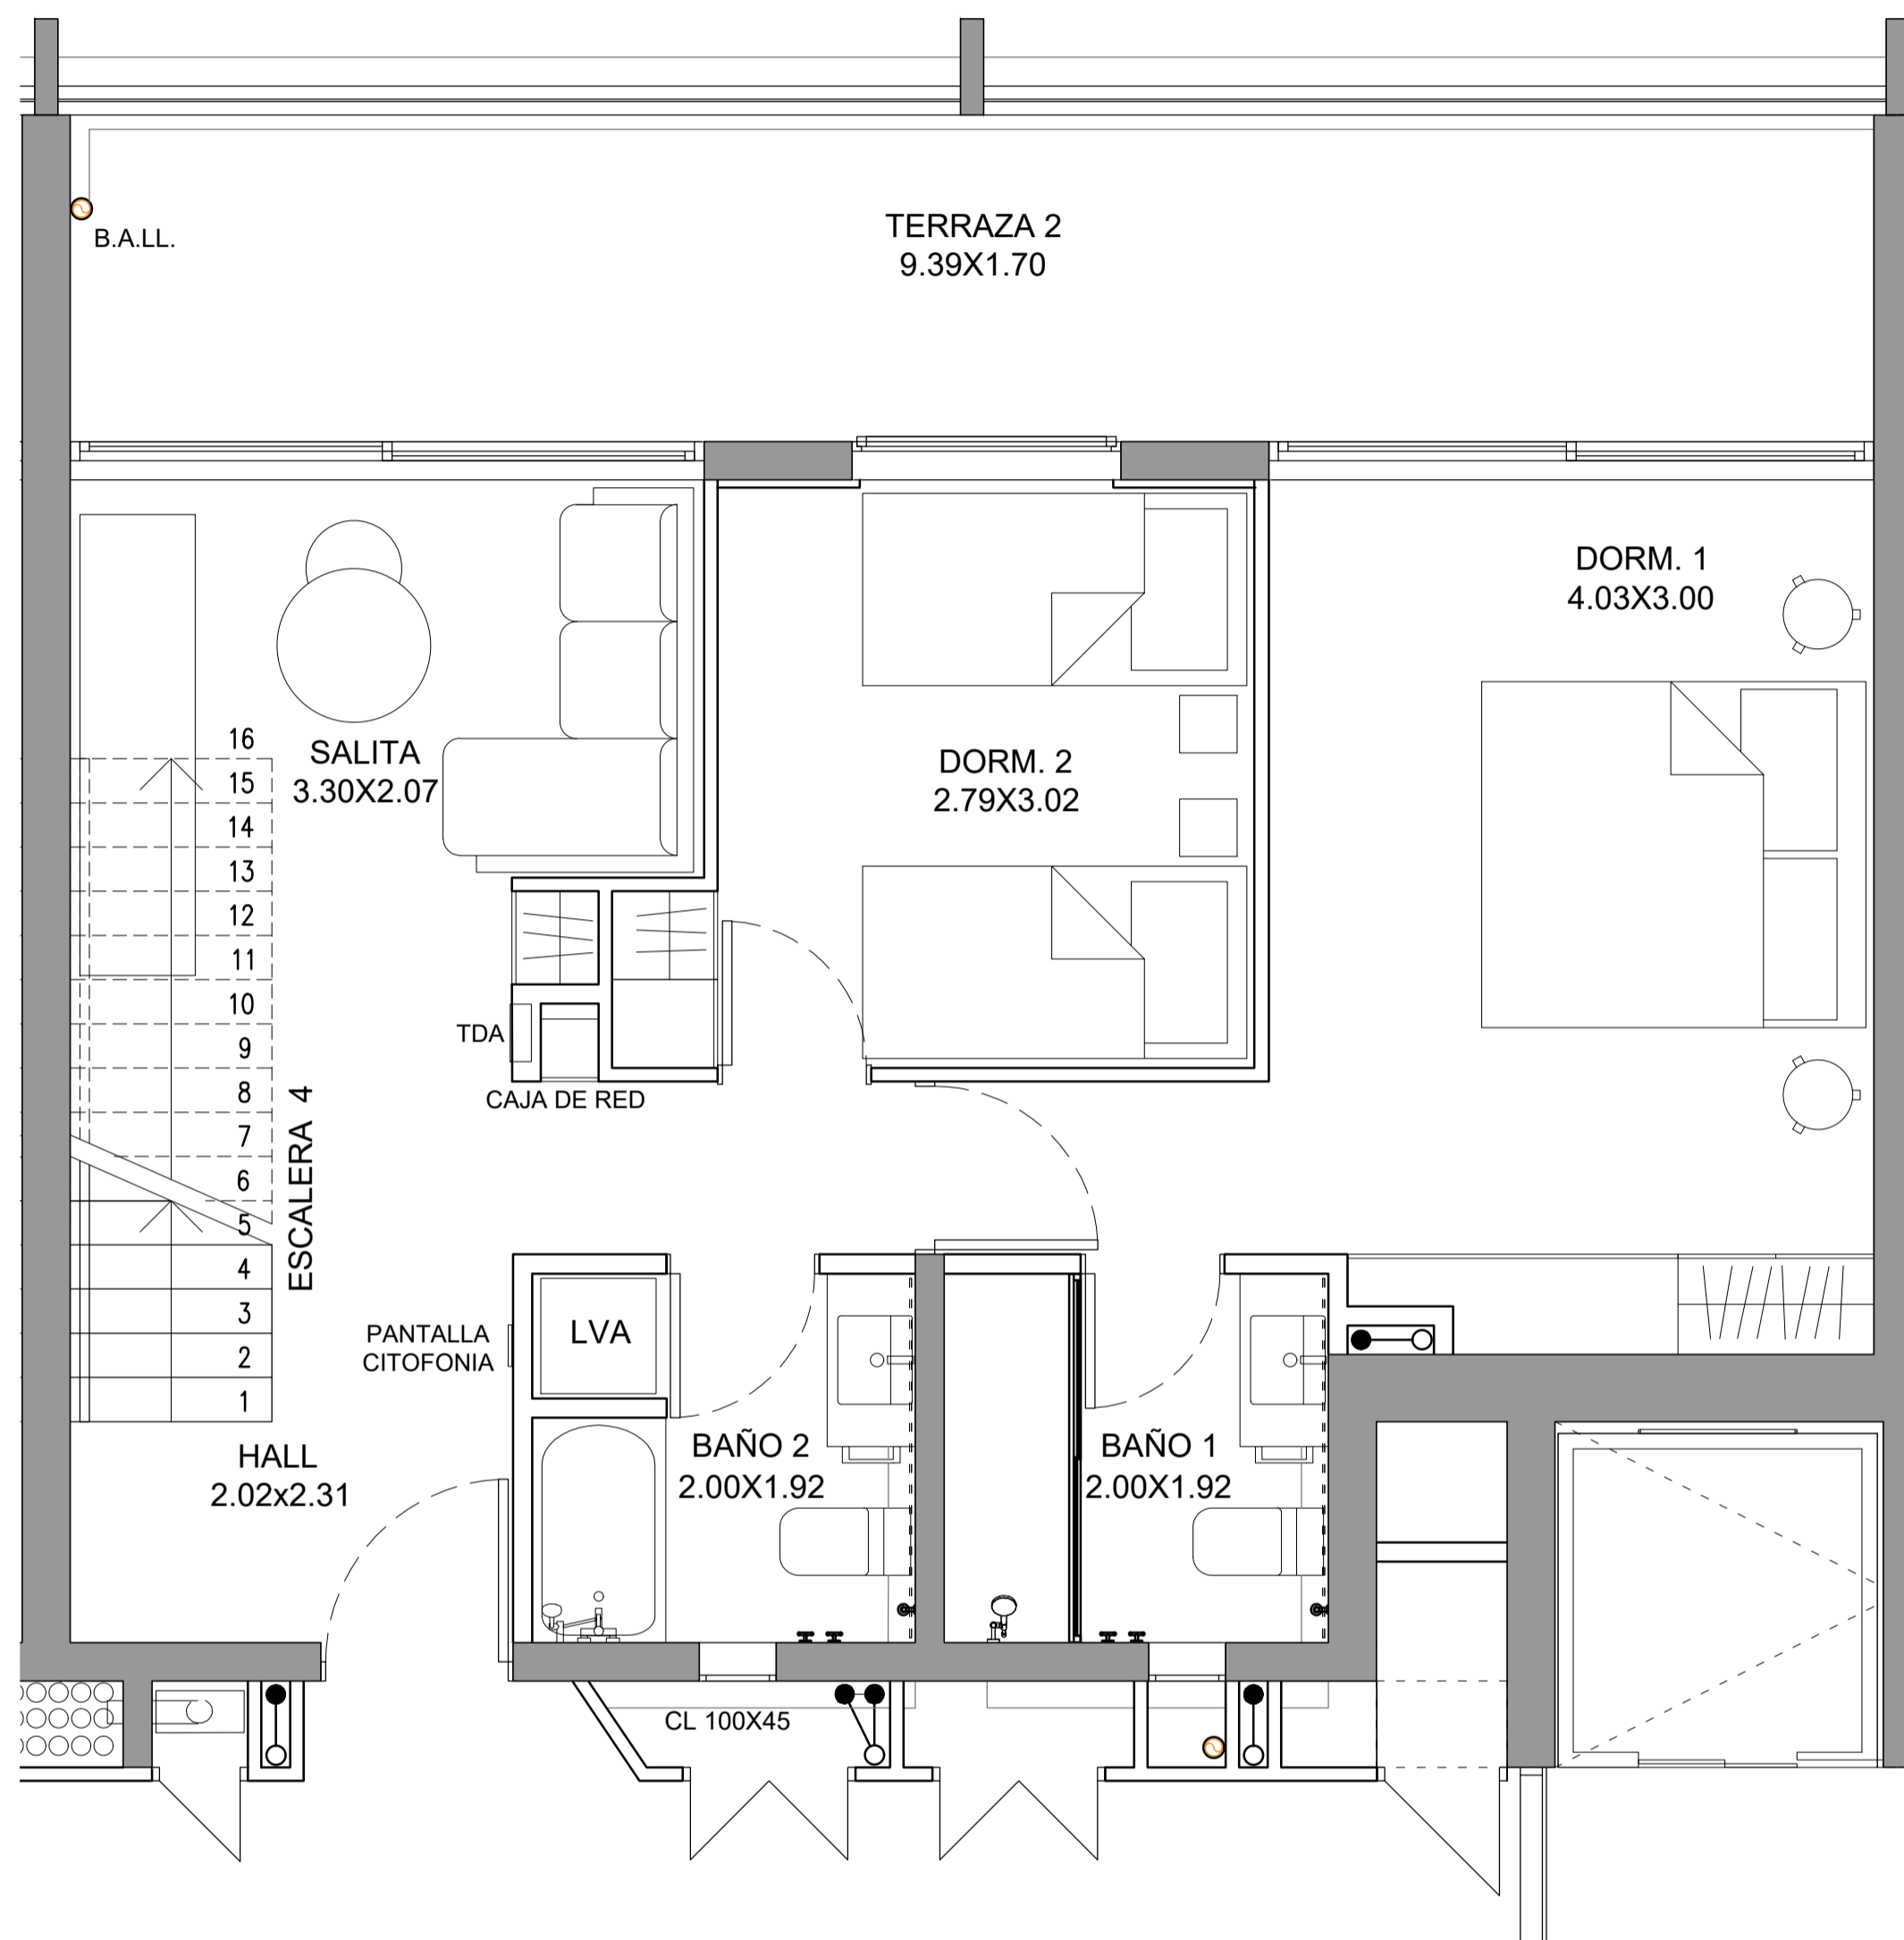 TERRAZA 2
9.39X1.70
B.A.LL.
DORM. 1
4.03X3.00
SALITA
3.30X2.07
DORM. 2
2.79X3.02
16
15
14
13
12
11
10
9
8
7
6
5
4
3
2
1
ESCALERA 4
TDA
CAJA DE RED
PANTALLA
CITOFONIA
LVA
HALL
2.02x2.31
BAÑO 2
2.00X1.92
BAÑO 1
2.00X1.92
CL 100X45